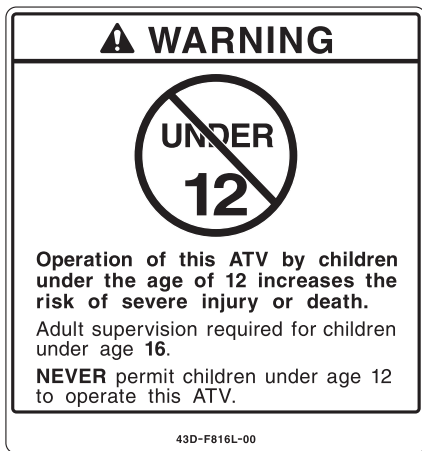 WARNING
UNDER
12
Operation of this ATV by children
under the age of 12 increases the
risk of severe injury or death.
Adult supervision required for children
under age 16.
NEVER permit children under age 12
to operate this ATV.
43D-F816L-00